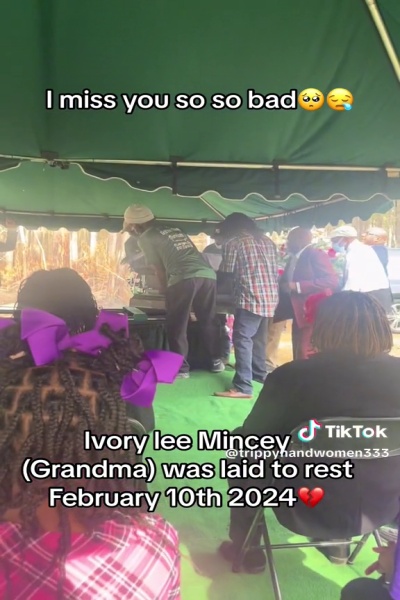 I miss you so so bad🥺😪
TikTok
@trippyhandwomen333
Ivory lee Mincey
(Grandma) was laid to rest
February 10th 2024💔